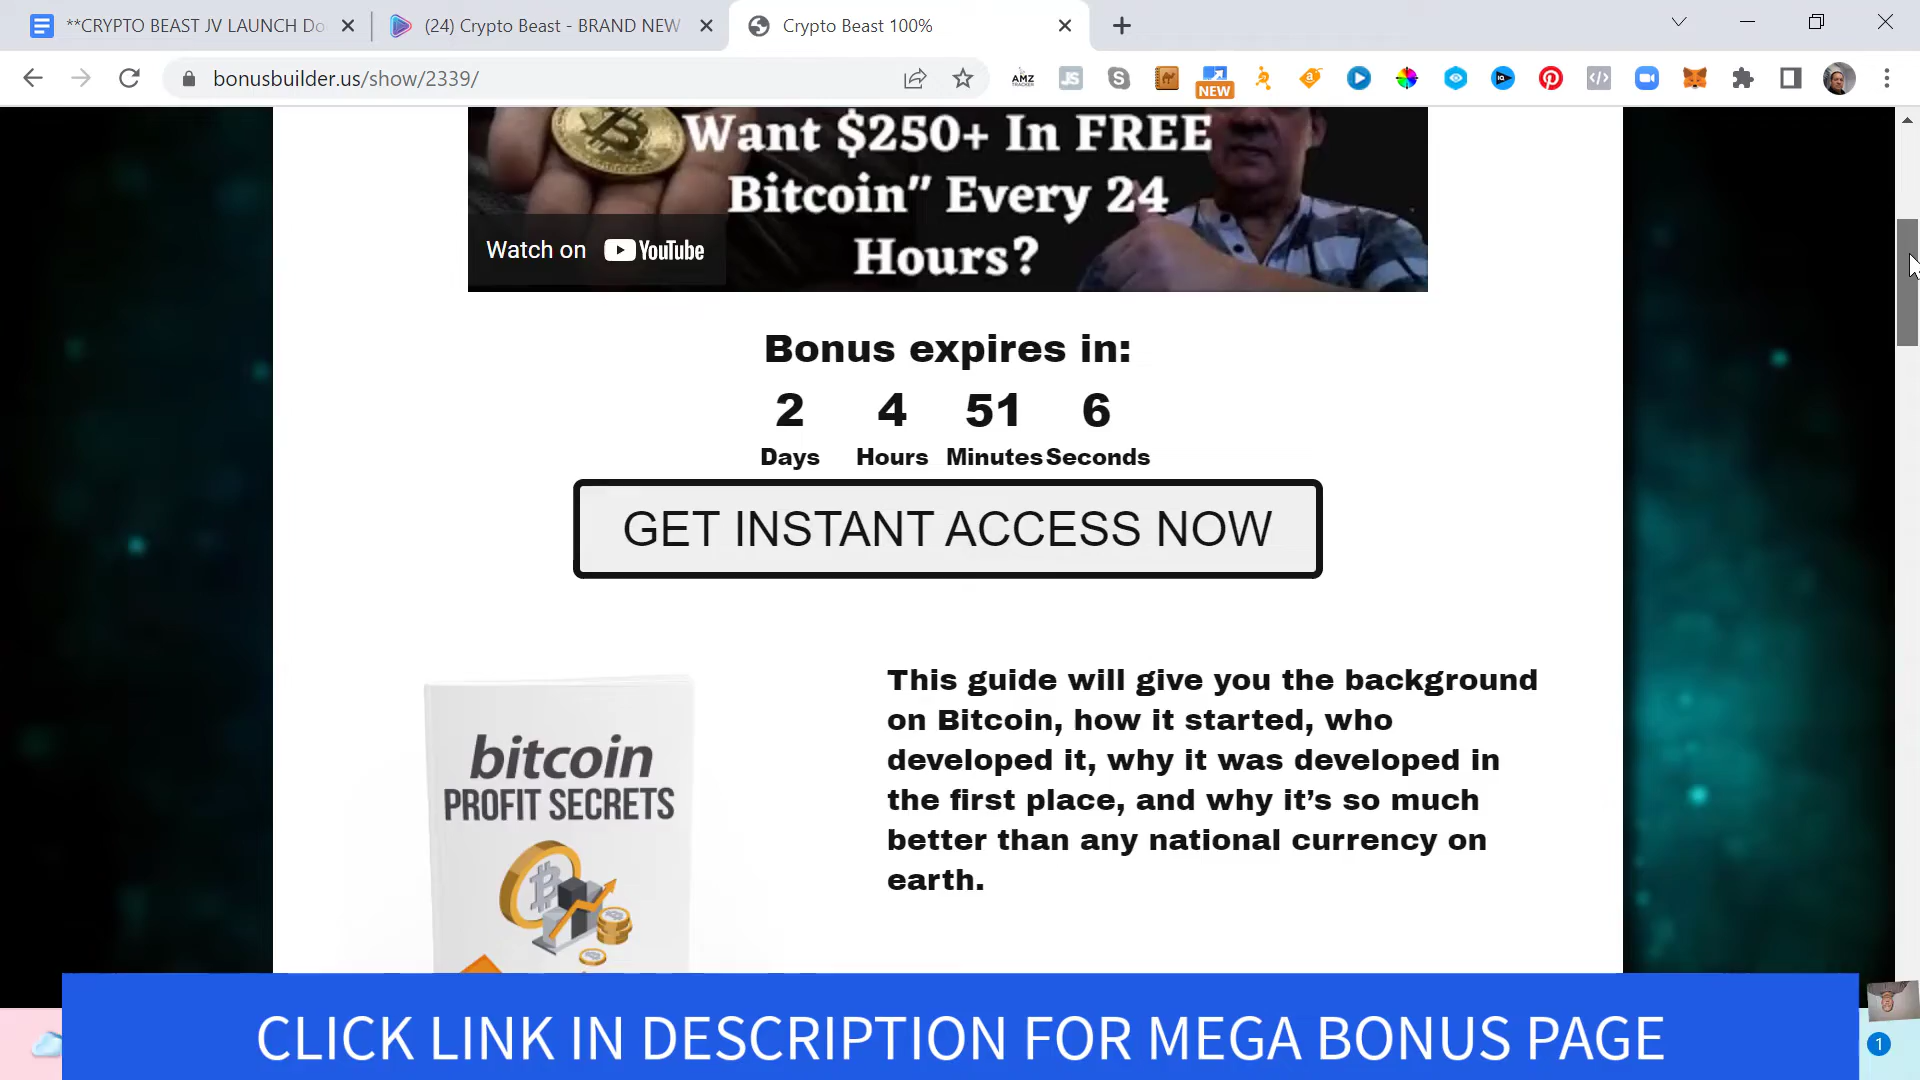 **CRYPTO BEAST JV LAUNCH Do
(24) Crypto Beast - BRAND NEW
Crypto Beast 100%
bonusbuilder.us/show/2339/
AMZ
TRACKER
JS
NEW
Want $250+ In FREE
Bitcoin" Every 24
Hours?
Watch on YouTube
Bonus expires in:
2 4 51 6
Days Hours Minutes Seconds
GET INSTANT ACCESS NOW
This guide will give you the background
on Bitcoin, how it started, who
developed it, why it was developed in
the first place, and why it's so much
better than any national currency on
earth.
bitcoin
PROFIT SECRETS
CLICK LINK IN DESCRIPTION FOR MEGA BONUS PAGE
1